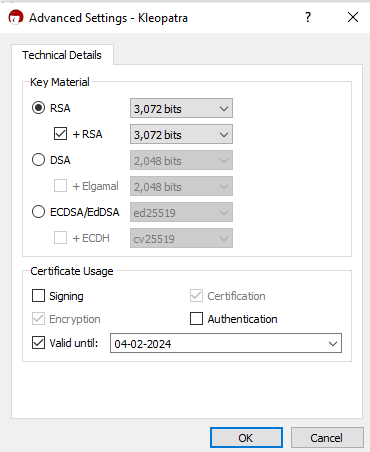 Advanced Settings - Kleopatra ? ×
Technical Details
Key Material
RSA 3,072 bits
+ RSA 3,072 bits
DSA 2,048 bits
+ Elgamal 2,048 bits
ECDSA/EdDSA ed25519
+ ECDH cv25519
Certificate Usage
Signing Certification
Encryption Authentication
Valid until: 04-02-2024
OK Cancel